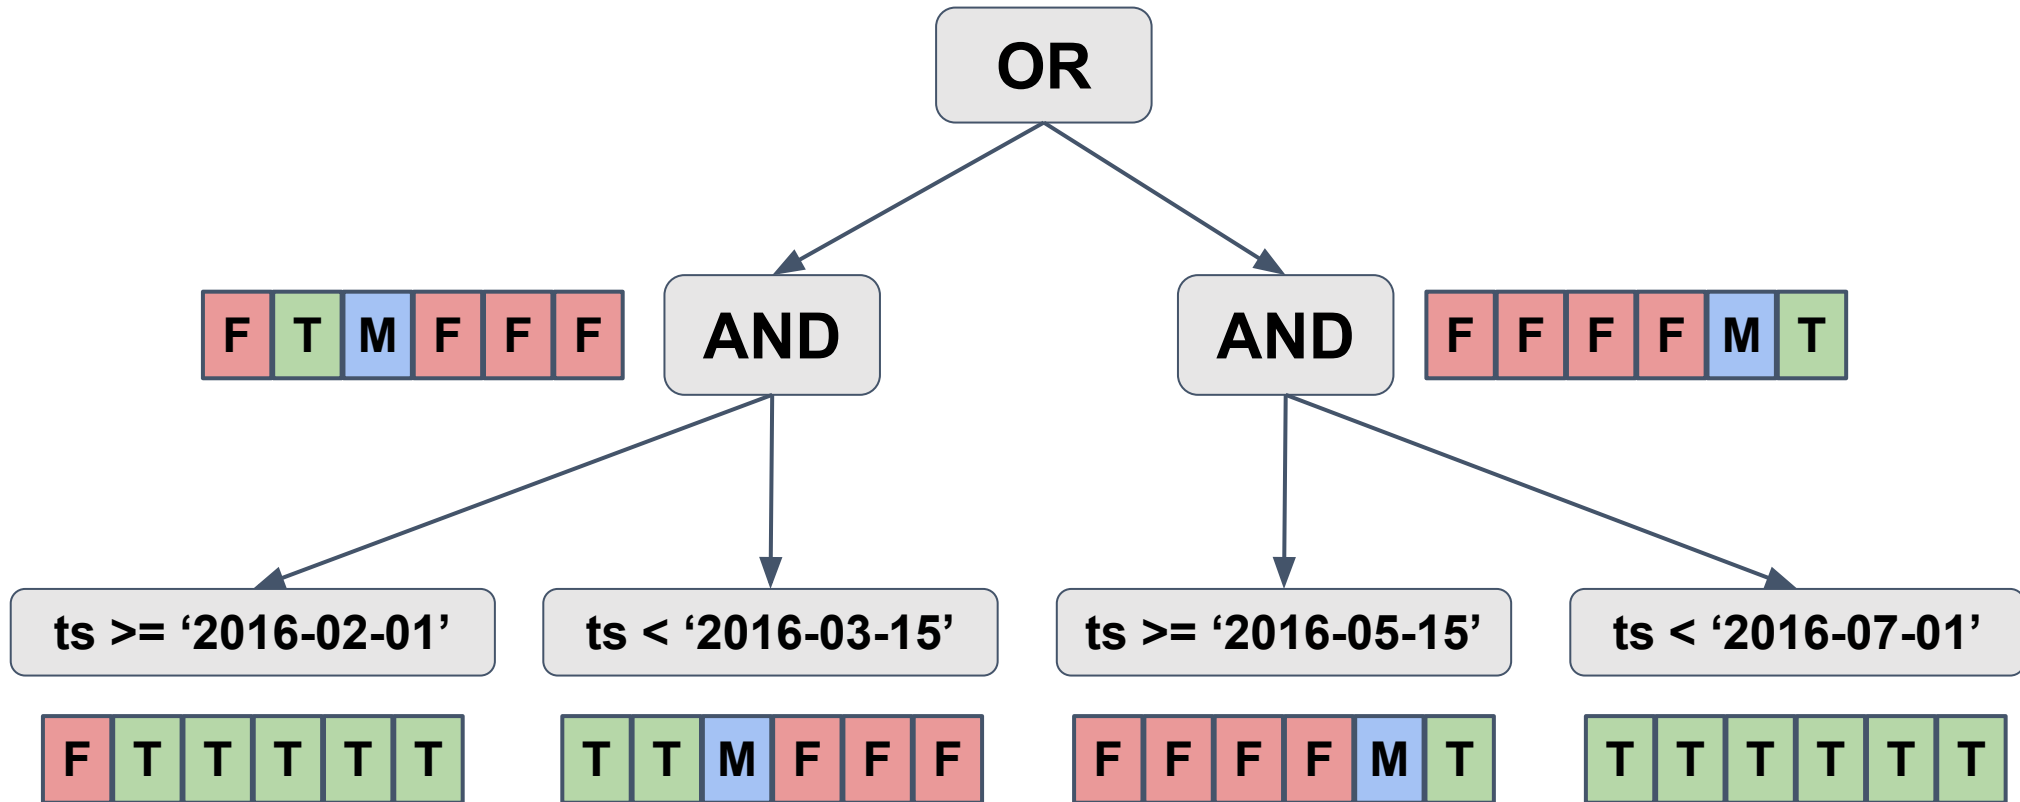 OR
F T M F F F
AND
AND
F F F F M T
ts >= ‘2016-02-01’
ts < ‘2016-03-15’
ts >= ‘2016-05-15’
ts < ‘2016-07-01’
F T T T T T
T T M F F F
F F F F M T
T T T T T T